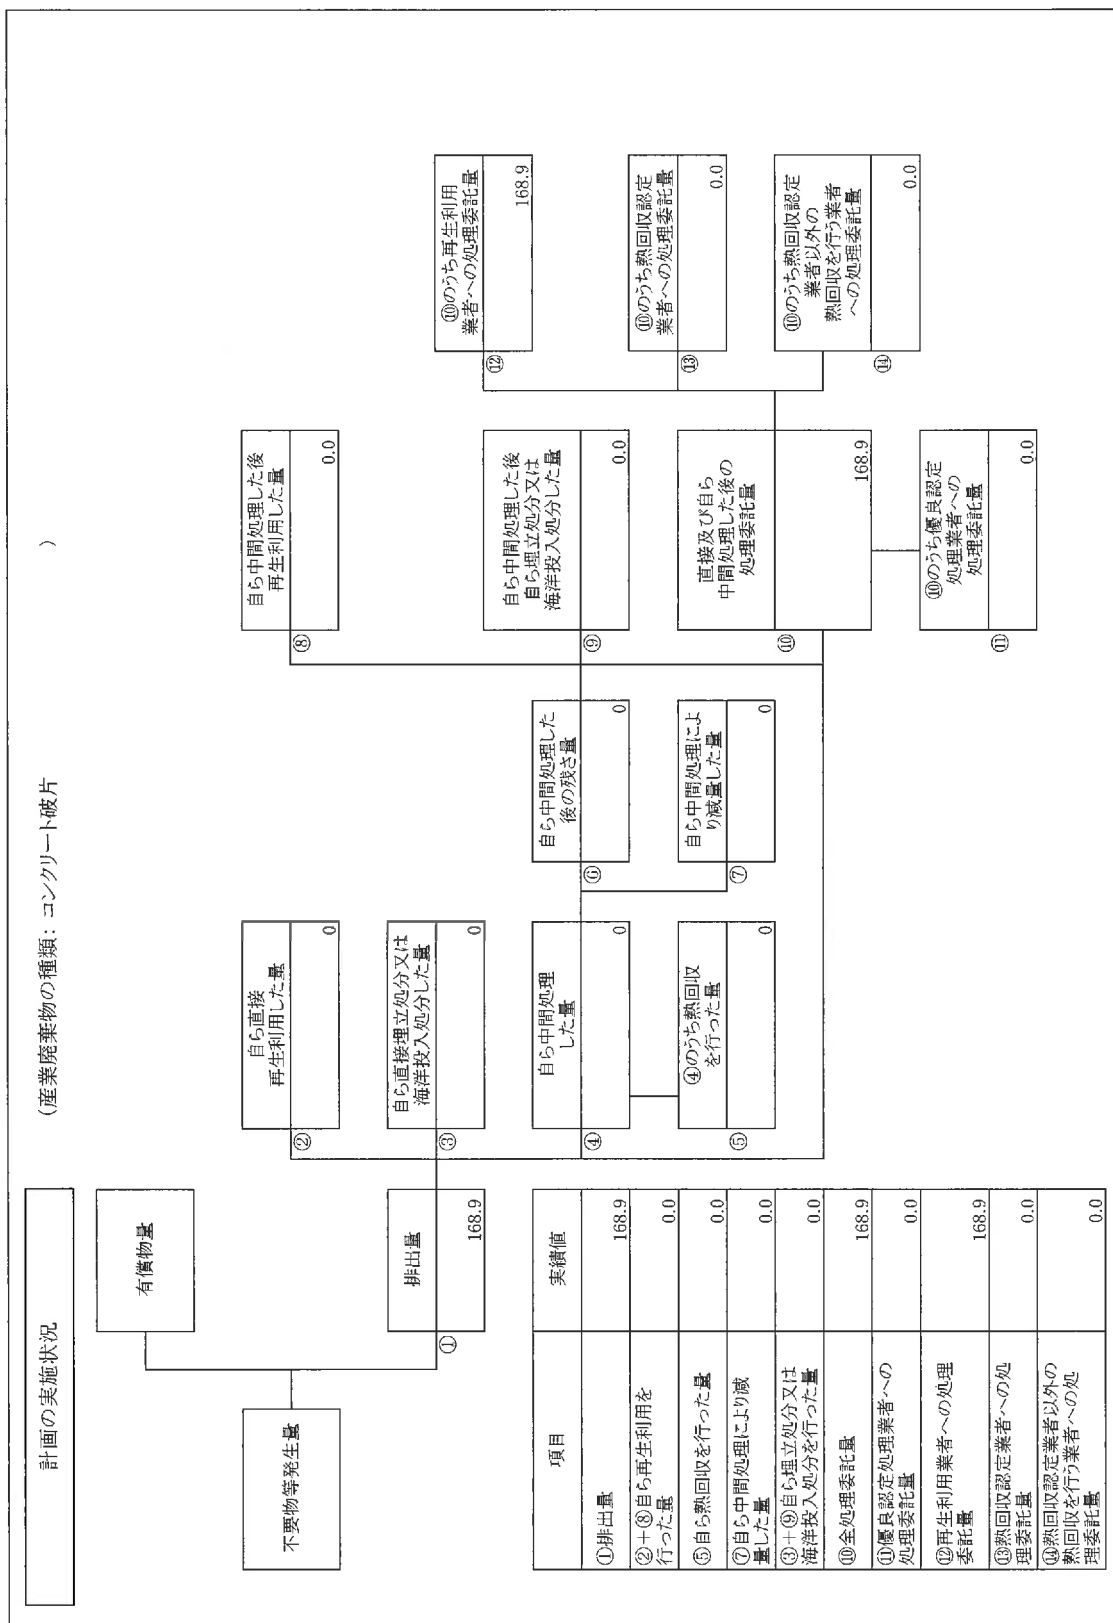 計画の実施状況
(産業廃棄物の種類：コンクリート破片 )
不要物等発生量
有償物量
①
排出量
168.9
②
自ら直接
再生利用した量
0
③
自ら直接埋立処分又は
海洋投入処分した量
0
④
自ら中間処理
した量
0
⑤
④のうち熱回収
を行った量
0
⑥
自ら中間処理した
後の残さ量
0
⑦
自ら中間処理によ
り減量した量
0
⑧
自ら中間処理した後
再生利用した量
0.0
⑨
自ら中間処理した後
自ら埋立処分又は
海洋投入処分した量
0.0
⑩
直接及び自ら
中間処理した後の
処理委託量
168.9
⑪
⑩のうち優良認定
処理業者への
処理委託量
0.0
⑫
⑩のうち再生利用
業者への処理委託量
168.9
⑬
⑩のうち熱回収認定
業者への処理委託量
0.0
⑭
⑩のうち熱回収認定
業者以外の
熱回収を行う業者
への処理委託量
0.0
項目 実績値
①排出量 168.9
②＋⑧自ら再生利用を
行った量 0.0
⑤自ら熱回収を行った量 0.0
⑦自ら中間処理により減
量した量 0.0
③＋⑨自ら埋立処分又は
海洋投入処分を行った量 0.0
⑩全処理委託量 168.9
⑪優良認定処理業者への
処理委託量 0.0
⑫再生利用業者への処理
委託量 168.9
⑬熱回収認定業者への処
理委託量 0.0
⑭熱回収認定業者以外の
熱回収を行う業者への処
理委託量 0.0